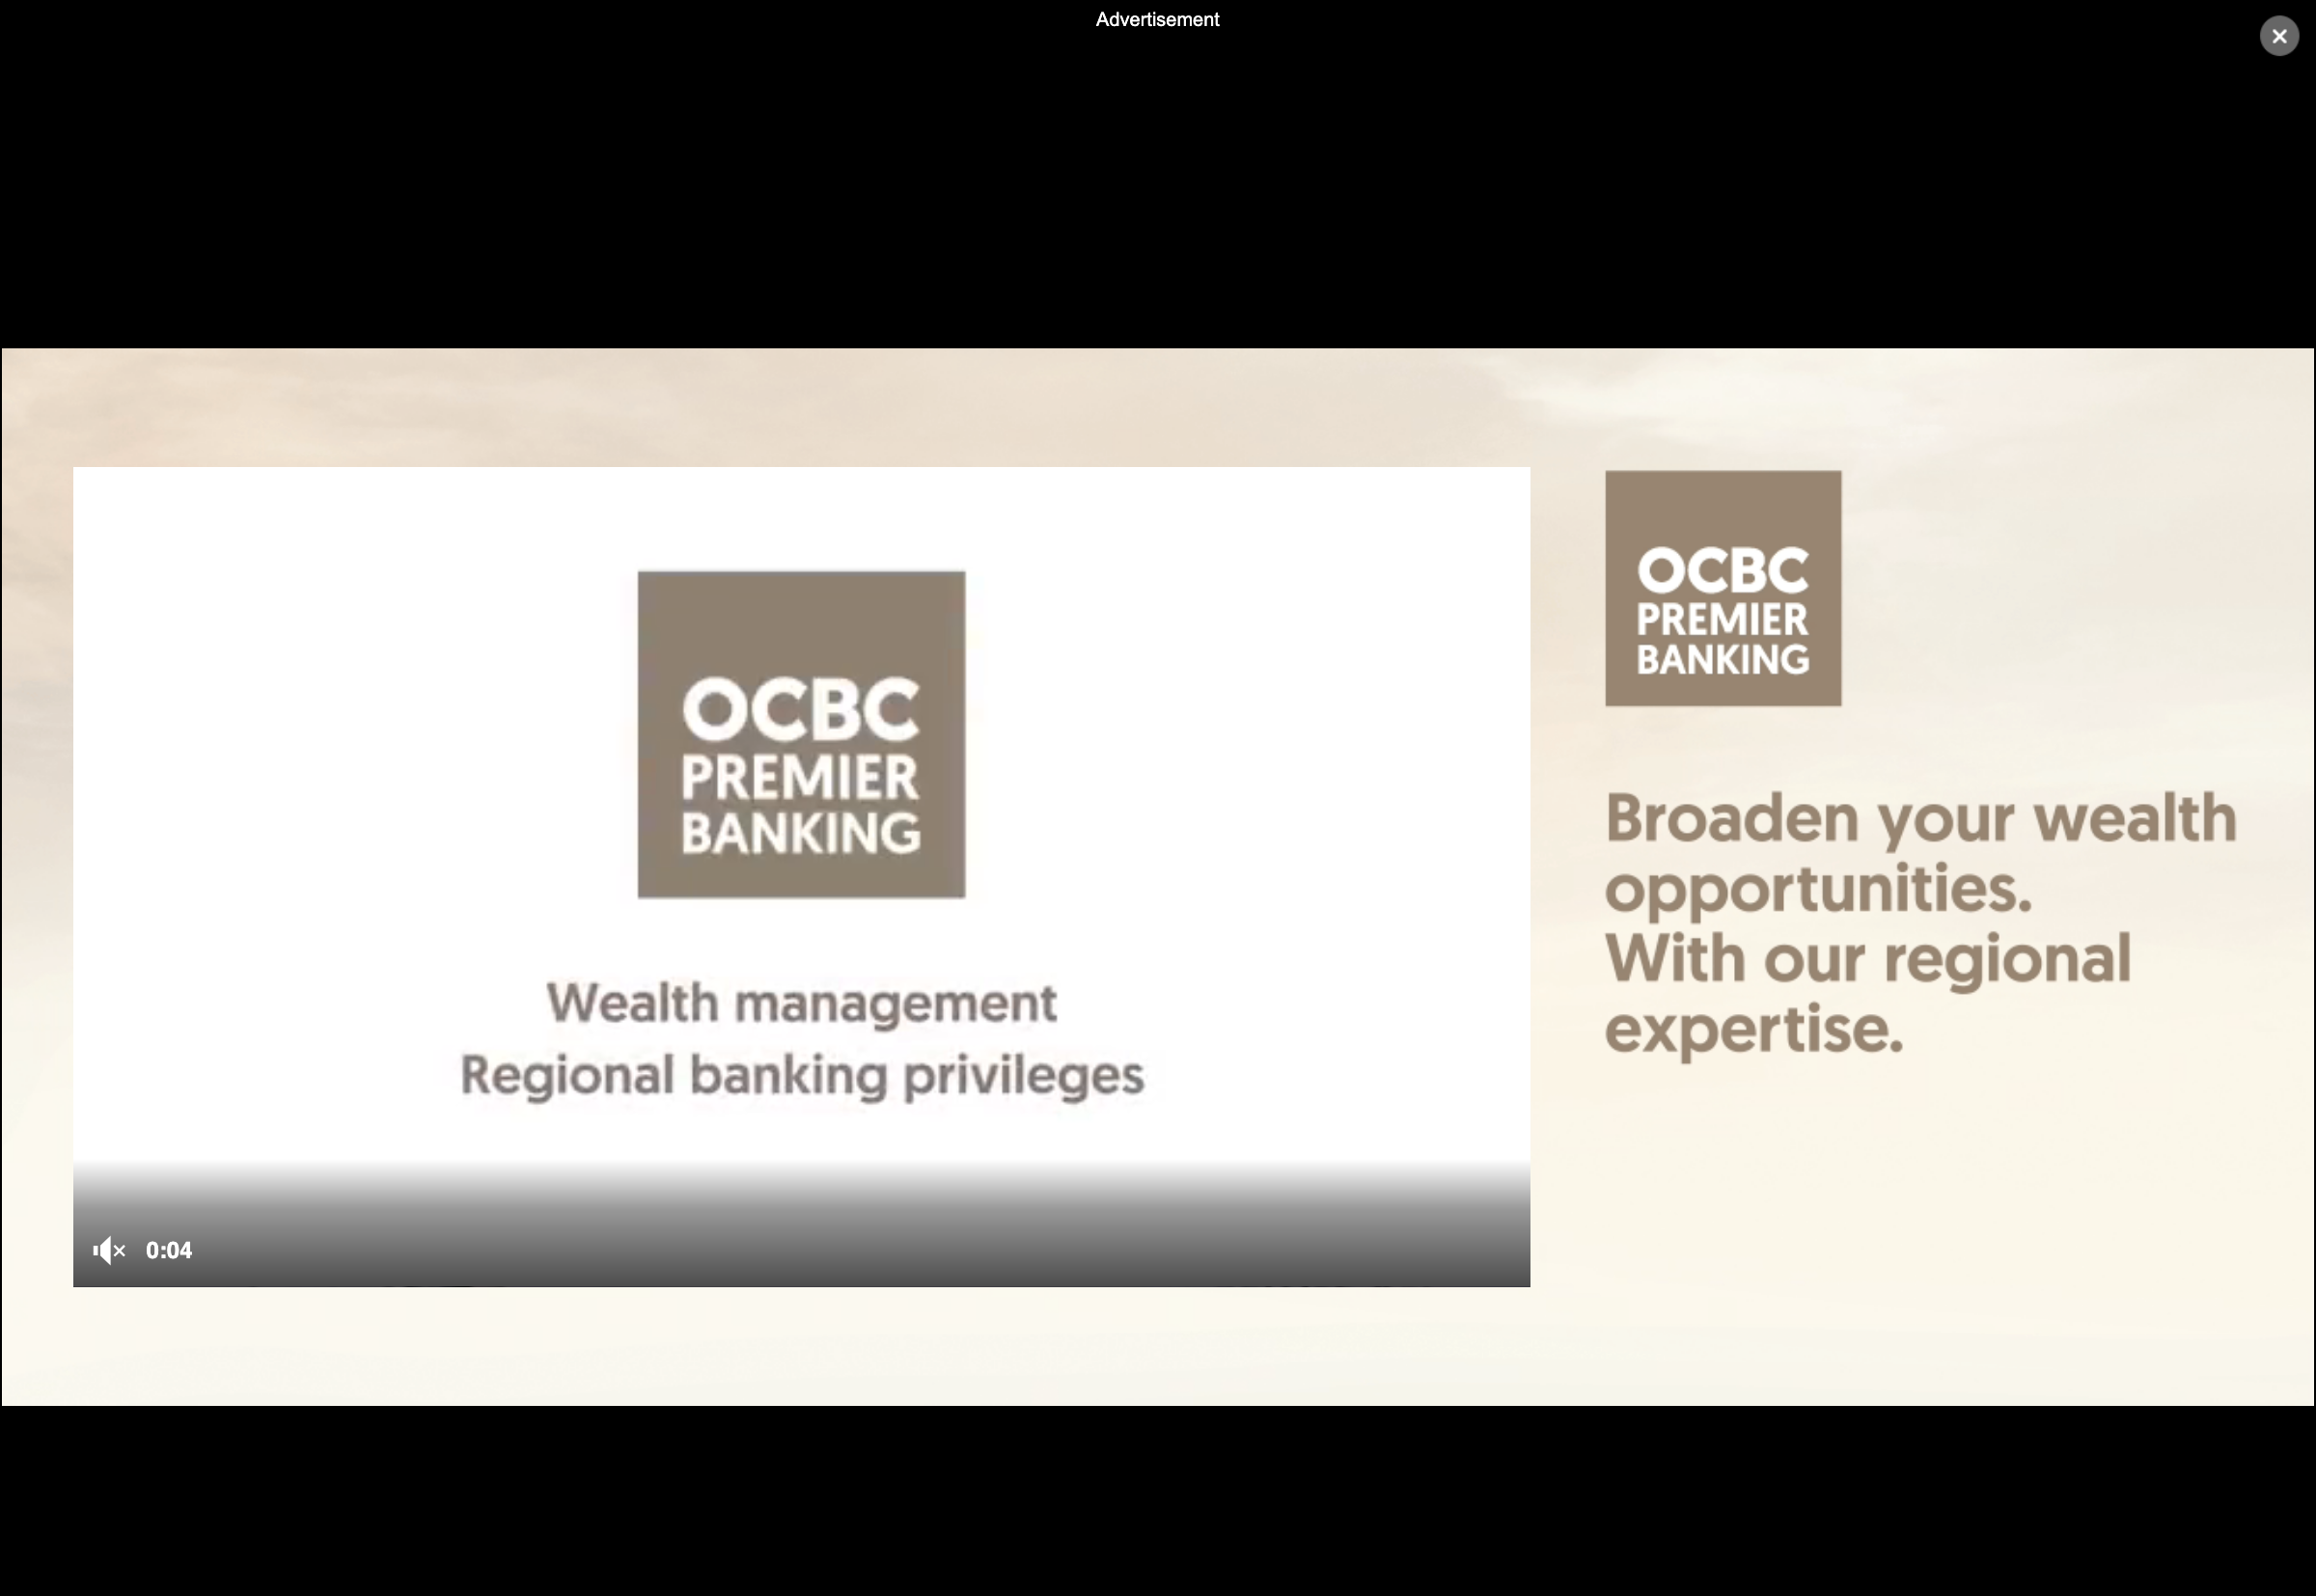 Advertisement
OCBC
PREMIER
BANKING
Wealth management
Regional banking privileges
0:04
OCBC
PREMIER
BANKING
Broaden your wealth
opportunities.
With our regional
expertise.